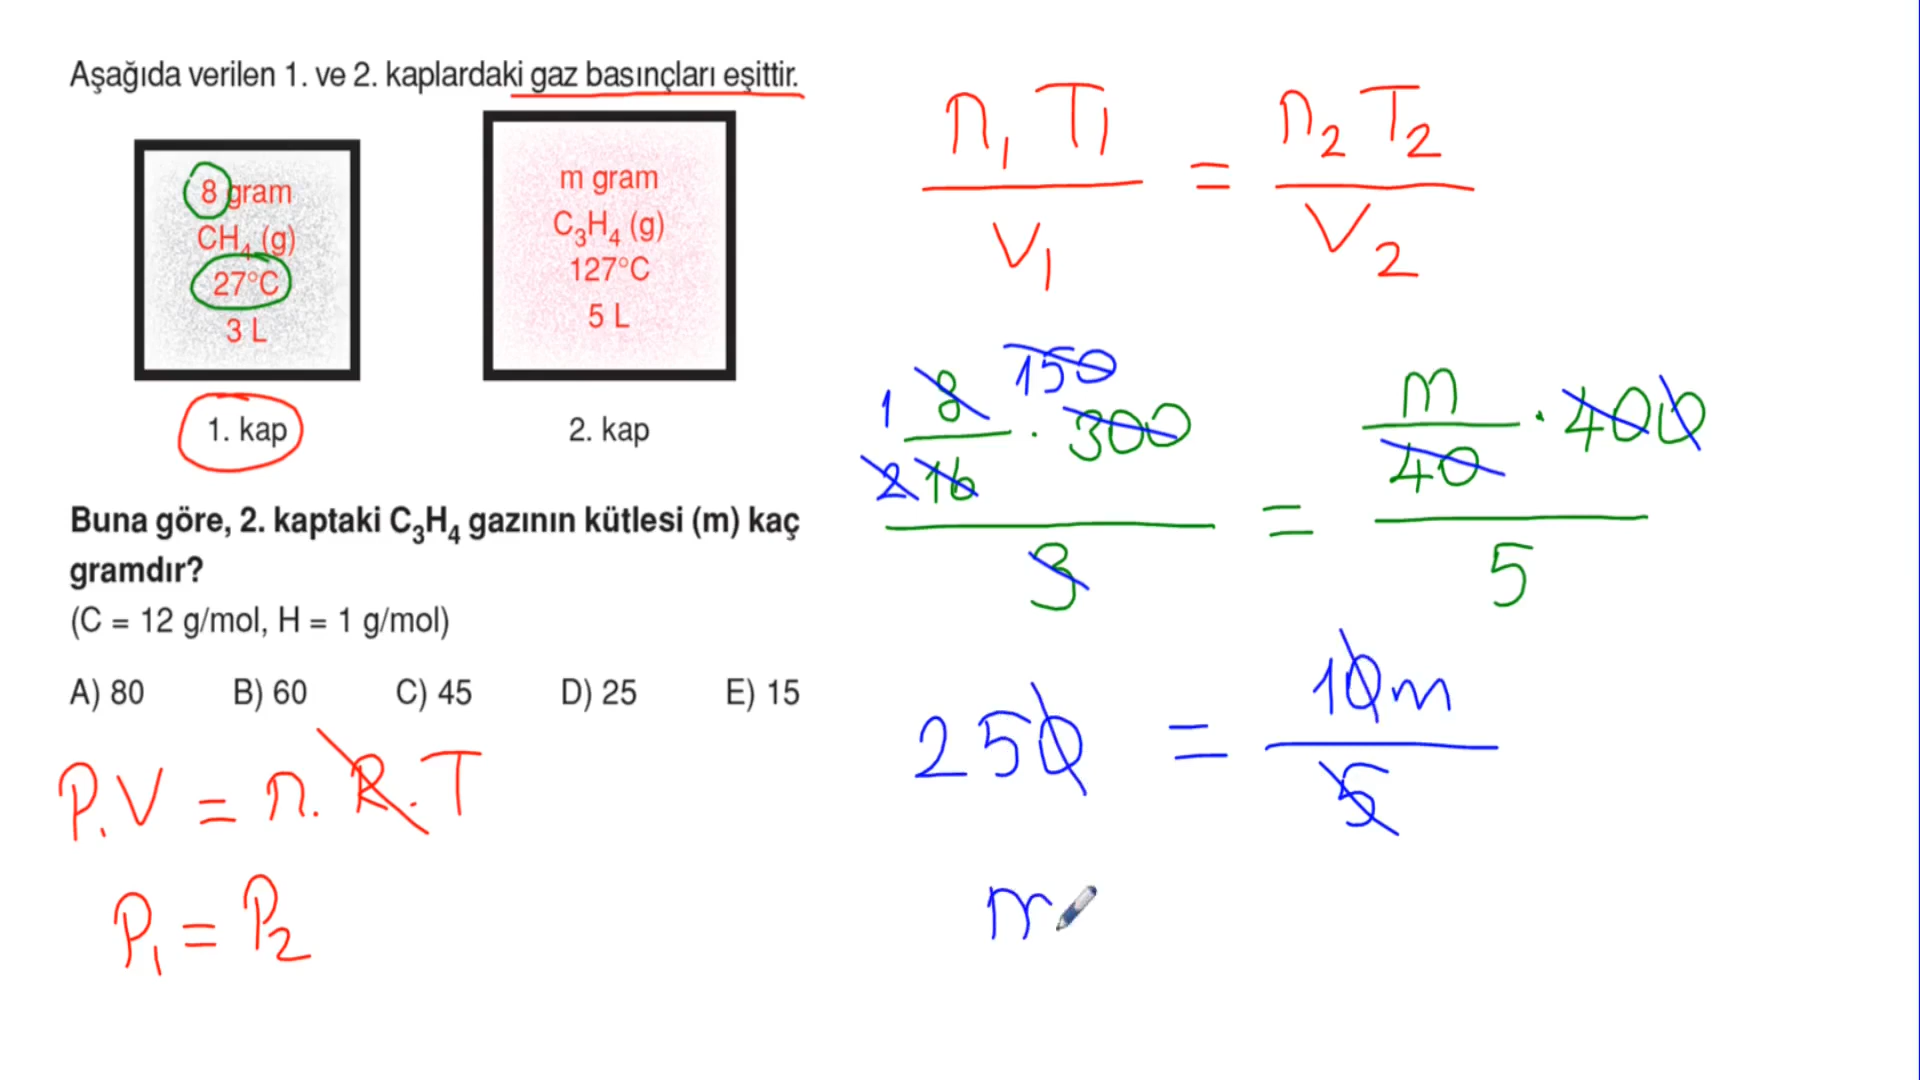 Aşağıda verilen 1. ve 2. kaplardaki gaz basınçları eşittir.
8 gram
CH₄ (g)
27°C
3 L
1. kap
m gram
C₃H₄ (g)
127°C
5 L
2. kap
Buna göre, 2. kaptaki C₃H₄ gazının kütlesi (m) kaç
gramdır?
(C = 12 g/mol, H = 1 g/mol)
A) 80 B) 60 C) 45 D) 25 E) 15
P.V = n.R.T
P₁ = P₂
n₁ T₁ = n₂ T₂
V₁ V₂
150
1 8 · 300 = m · 400
2 16 40
3 5
250 = 10m
5
m